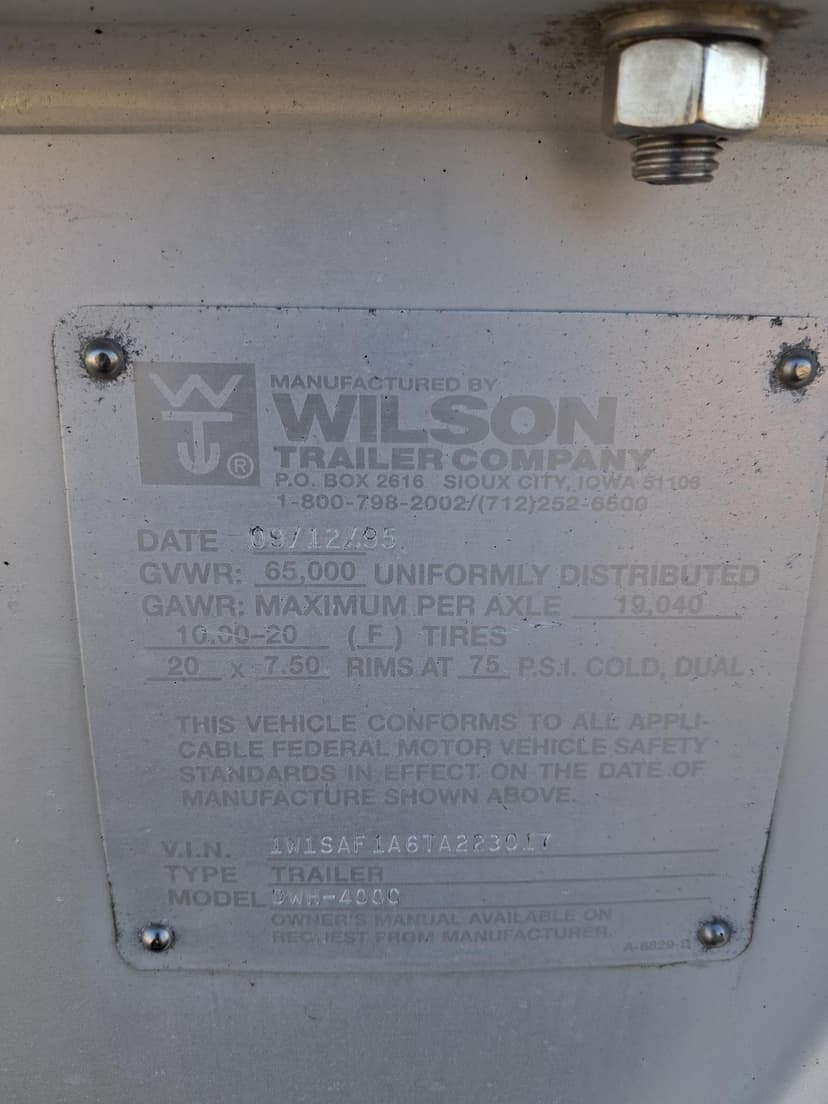 WT ®
MANUFACTURED BY
WILSON
TRAILER COMPANY
P.O. BOX 2616 SIOUX CITY, IOWA 51106
1-800-798-2002/(712)252-6500
DATE 09/12/95
GVWR: 65,000 UNIFORMLY DISTRIBUTED
GAWR: MAXIMUM PER AXLE 19,040
10.00-20 (F) TIRES
20 x 7.50 RIMS AT 75 P.S.I. COLD, DUAL
THIS VEHICLE CONFORMS TO ALL APPLI-
CABLE FEDERAL MOTOR VEHICLE SAFETY
STANDARDS IN EFFECT ON THE DATE OF
MANUFACTURE SHOWN ABOVE.
V.I.N. 1W1SAF1A6TA223017
TYPE TRAILER
MODEL DWH-400C
OWNER'S MANUAL AVAILABLE ON
REQUEST FROM MANUFACTURER